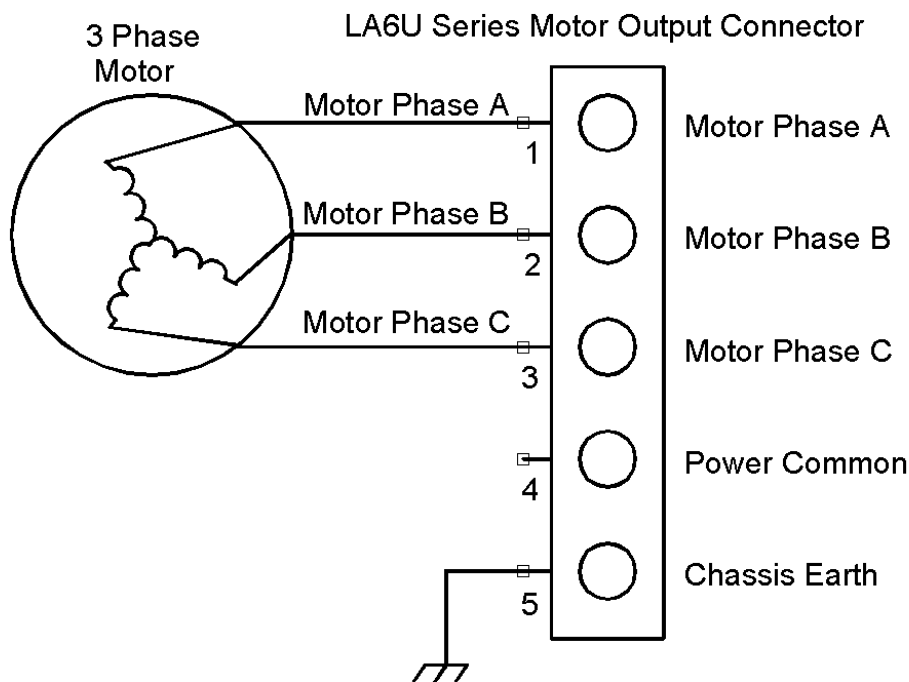 LA6U Series Motor Output Connector
3 Phase
Motor
Motor Phase A
1
Motor Phase A
Motor Phase B
2
Motor Phase B
Motor Phase C
3
Motor Phase C
4
Power Common
5
Chassis Earth